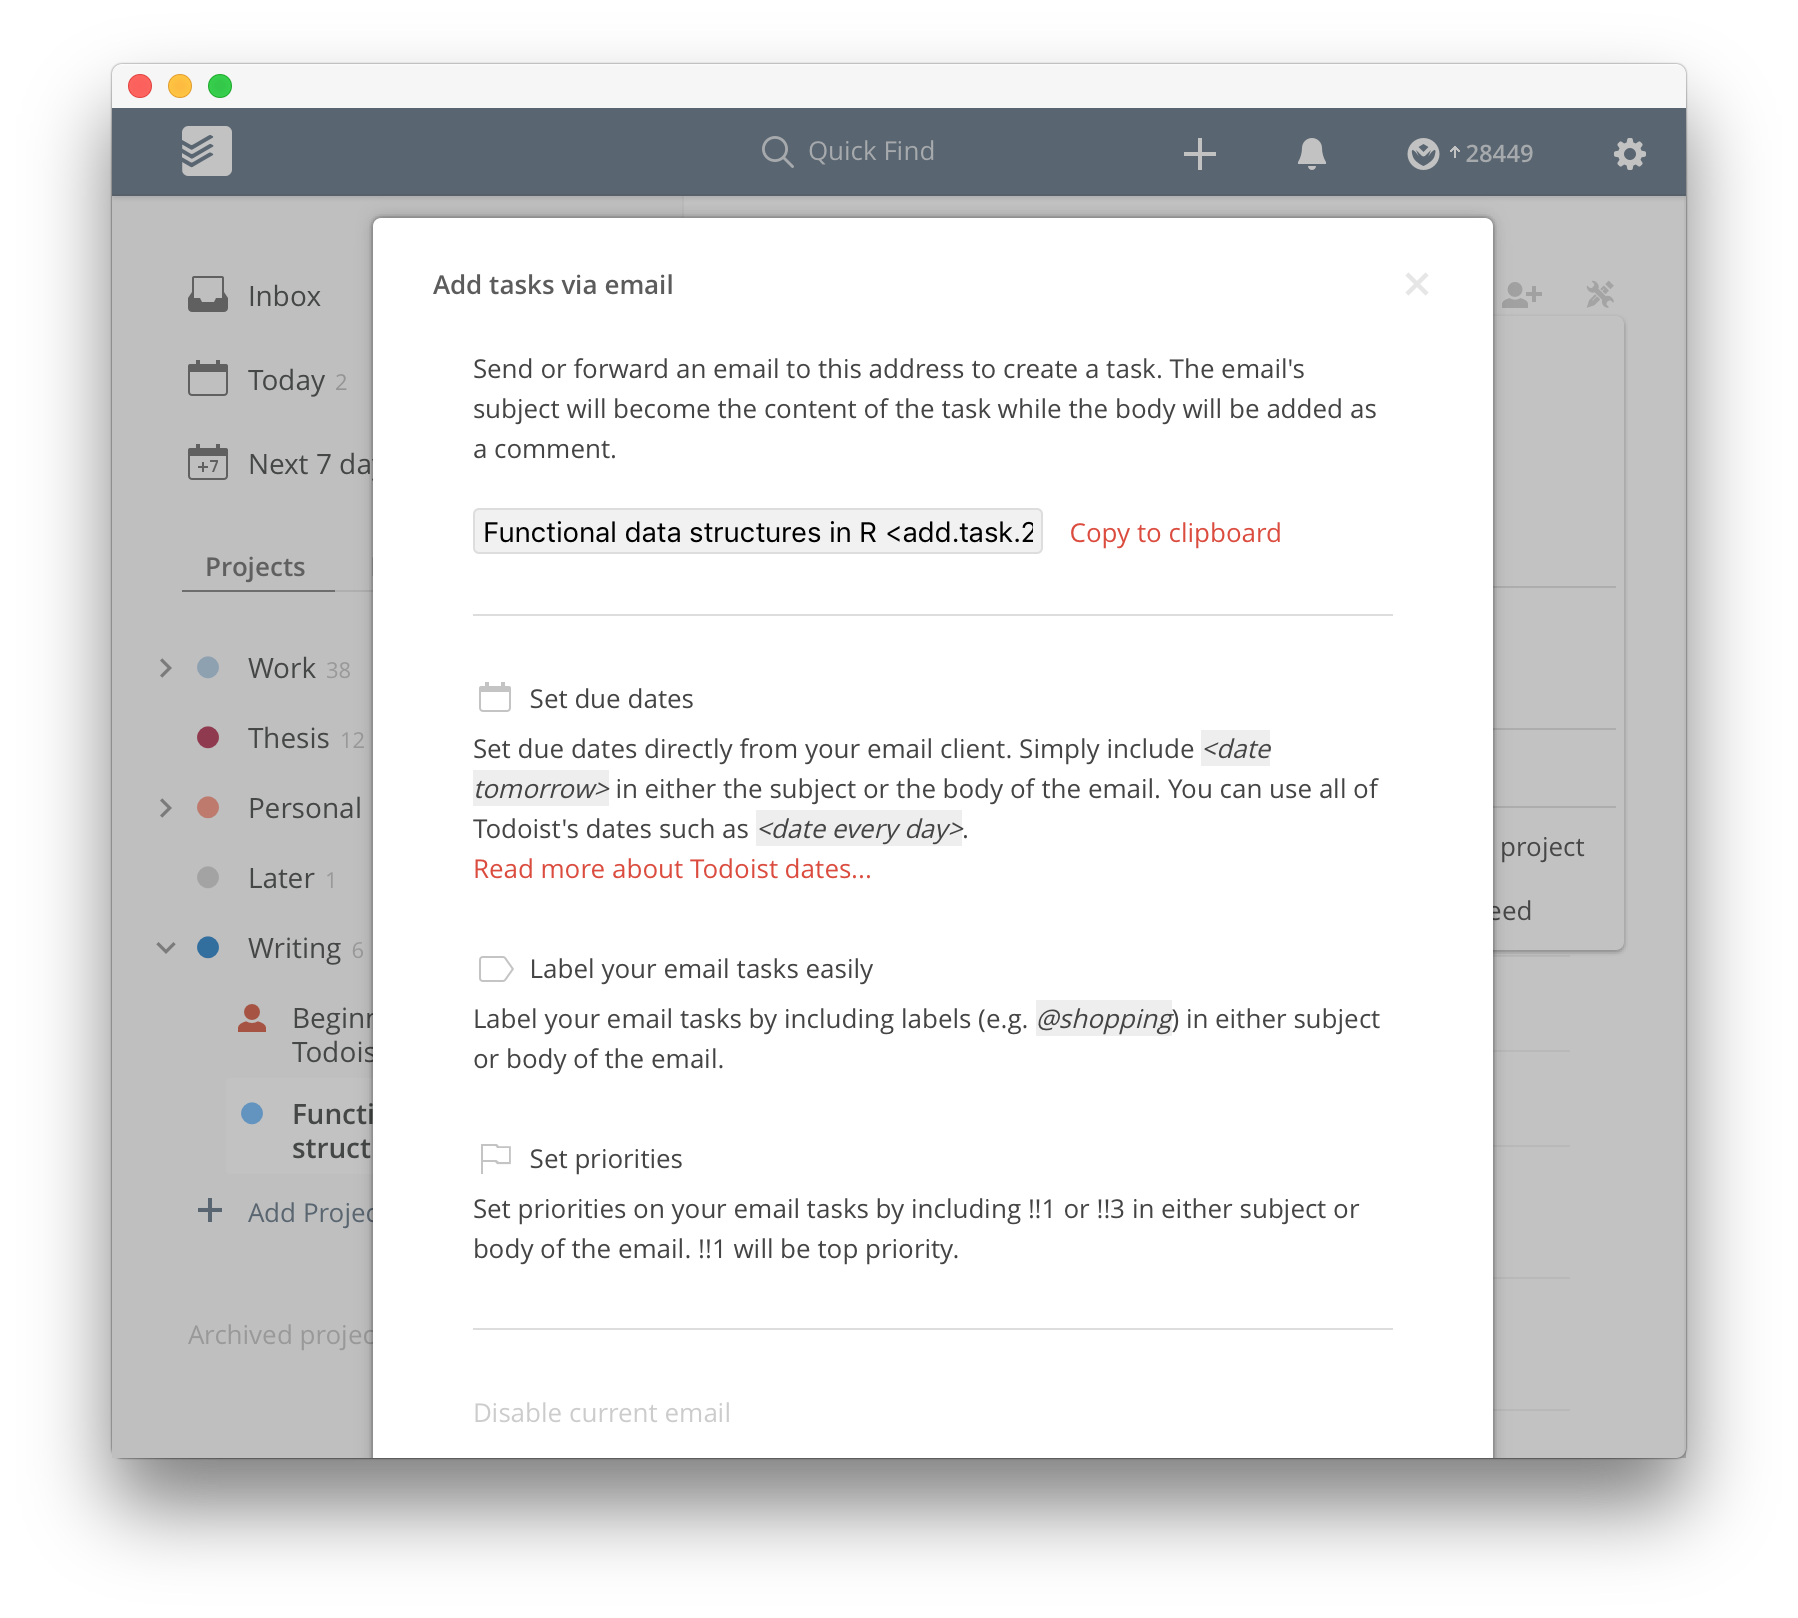 Quick Find
28449
Inbox
Today 2
+7
Next 7
Projects
Work 38
Thesis 12
Personal
Later 1
Writing 6
Add
Archived
Add tasks via email
Send or forward an email to this address to create a task. The email's
subject will become the content of the task while the body will be added as
a comment.
Functional data structures in R <add.task.2
Copy to clipboard
Set due dates
Set due dates directly from your email client. Simply include <date
tomorrow> in either the subject or the body of the email. You can use all of
Todoist's dates such as <date every day>.
Read more about Todoist dates...
Label your email tasks easily
Label your email tasks by including labels (e.g. @shopping) in either subject
or body of the email.
Set priorities
Set priorities on your email tasks by including !!1 or !!3 in either subject or
body of the email. !!1 will be top priority.
Disable current email
project